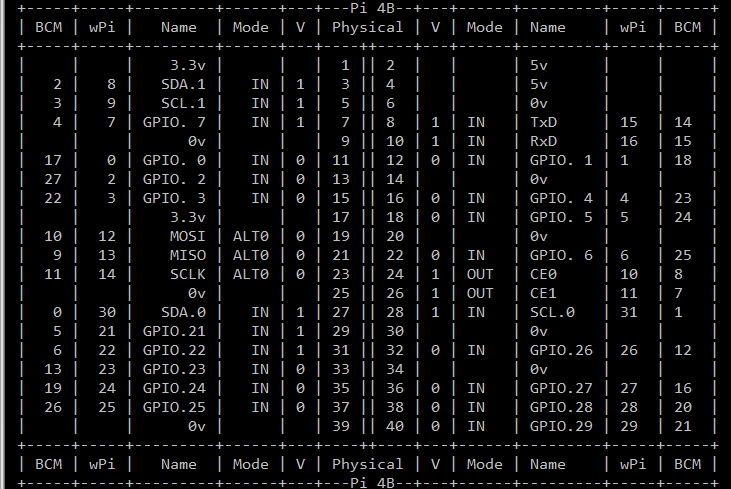 +-----+-----+---------+------+---+---Pi 4B--+---+------+---------+-----+-----+
| BCM | wPi |   Name  | Mode | V | Physical | V | Mode | Name    | wPi | BCM |
+-----+-----+---------+------+---+----++----+---+------+---------+-----+-----+
|     |     |    3.3v |      |   |  1 || 2  |   |      | 5v      |     |     |
|   2 |   8 |   SDA.1 |   IN | 1 |  3 || 4  |   |      | 5v      |     |     |
|   3 |   9 |   SCL.1 |   IN | 1 |  5 || 6  |   |      | 0v      |     |     |
|   4 |   7 | GPIO. 7 |   IN | 1 |  7 || 8  | 1 | IN   | TxD     | 15  | 14  |
|     |     |      0v |      |   |  9 || 10 | 1 | IN   | RxD     | 16  | 15  |
|  17 |   0 | GPIO. 0 |   IN | 0 | 11 || 12 | 0 | IN   | GPIO. 1 | 1   | 18  |
|  27 |   2 | GPIO. 2 |   IN | 0 | 13 || 14 |   |      | 0v      |     |     |
|  22 |   3 | GPIO. 3 |   IN | 0 | 15 || 16 | 0 | IN   | GPIO. 4 | 4   | 23  |
|     |     |    3.3v |      |   | 17 || 18 | 0 | IN   | GPIO. 5 | 5   | 24  |
|  10 |  12 |    MOSI | ALT0 | 0 | 19 || 20 |   |      | 0v      |     |     |
|   9 |  13 |    MISO | ALT0 | 0 | 21 || 22 | 0 | IN   | GPIO. 6 | 6   | 25  |
|  11 |  14 |    SCLK | ALT0 | 0 | 23 || 24 | 1 | OUT  | CE0     | 10  | 8   |
|     |     |      0v |      |   | 25 || 26 | 1 | OUT  | CE1     | 11  | 7   |
|   0 |  30 |   SDA.0 |   IN | 1 | 27 || 28 | 1 | IN   | SCL.0   | 31  | 1   |
|   5 |  21 | GPIO.21 |   IN | 1 | 29 || 30 |   |      | 0v      |     |     |
|   6 |  22 | GPIO.22 |   IN | 1 | 31 || 32 | 0 | IN   | GPIO.26 | 26  | 12  |
|  13 |  23 | GPIO.23 |   IN | 0 | 33 || 34 |   |      | 0v      |     |     |
|  19 |  24 | GPIO.24 |   IN | 0 | 35 || 36 | 0 | IN   | GPIO.27 | 27  | 16  |
|  26 |  25 | GPIO.25 |   IN | 0 | 37 || 38 | 0 | IN   | GPIO.28 | 28  | 20  |
|     |     |      0v |      |   | 39 || 40 | 0 | IN   | GPIO.29 | 29  | 21  |
+-----+-----+---------+------+---+----++----+---+------+---------+-----+-----+
| BCM | wPi |   Name  | Mode | V | Physical | V | Mode | Name    | wPi | BCM |
+-----+-----+---------+------+---+---Pi 4B--+---+------+---------+-----+-----+